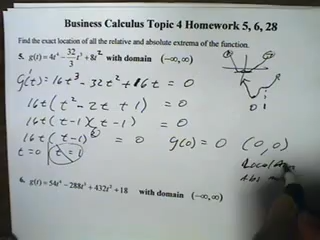 Business Calculus Topic 4 Homework 5, 6, 28
Find the exact location of all the relative and absolute extrema of the function.
5. g(t) = 4t⁴ − 32/3 t³ + 8t² with domain (−∞,∞)
g'(t) = 16t³ − 32t² + 16t = 0
16t(t² − 2t + 1) = 0
16t(t−1)(t−1) = 0
16t(t−1)² = 0 g(0) = 0 (0,0)
t=0 t=1
0 1
Local
Abs
6. g(t) = 54t⁴ − 288t³ + 432t² + 18 with domain (−∞,∞)